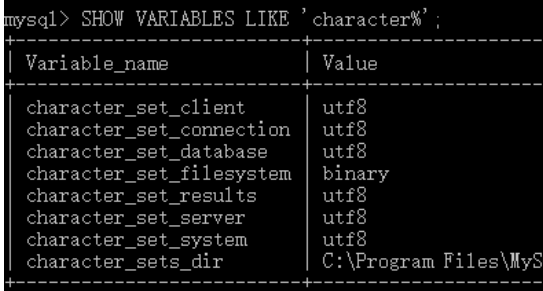 mysql> SHOW VARIABLES LIKE 'character%';
+--------------------------+--------------------
| Variable_name | Value
+--------------------------+--------------------
| character_set_client | utf8
| character_set_connection | utf8
| character_set_database | utf8
| character_set_filesystem | binary
| character_set_results | utf8
| character_set_server | utf8
| character_set_system | utf8
| character_sets_dir | C:\Program Files\MyS
+--------------------------+--------------------